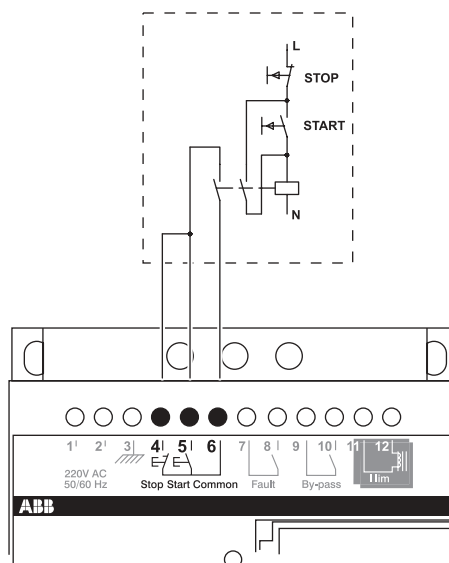 L
STOP
START
N
1 2 3 4 5 6 7 8 9 10 11 12
220V AC
50/60 Hz
Stop Start Common
Fault
By-pass
I lim
ABB